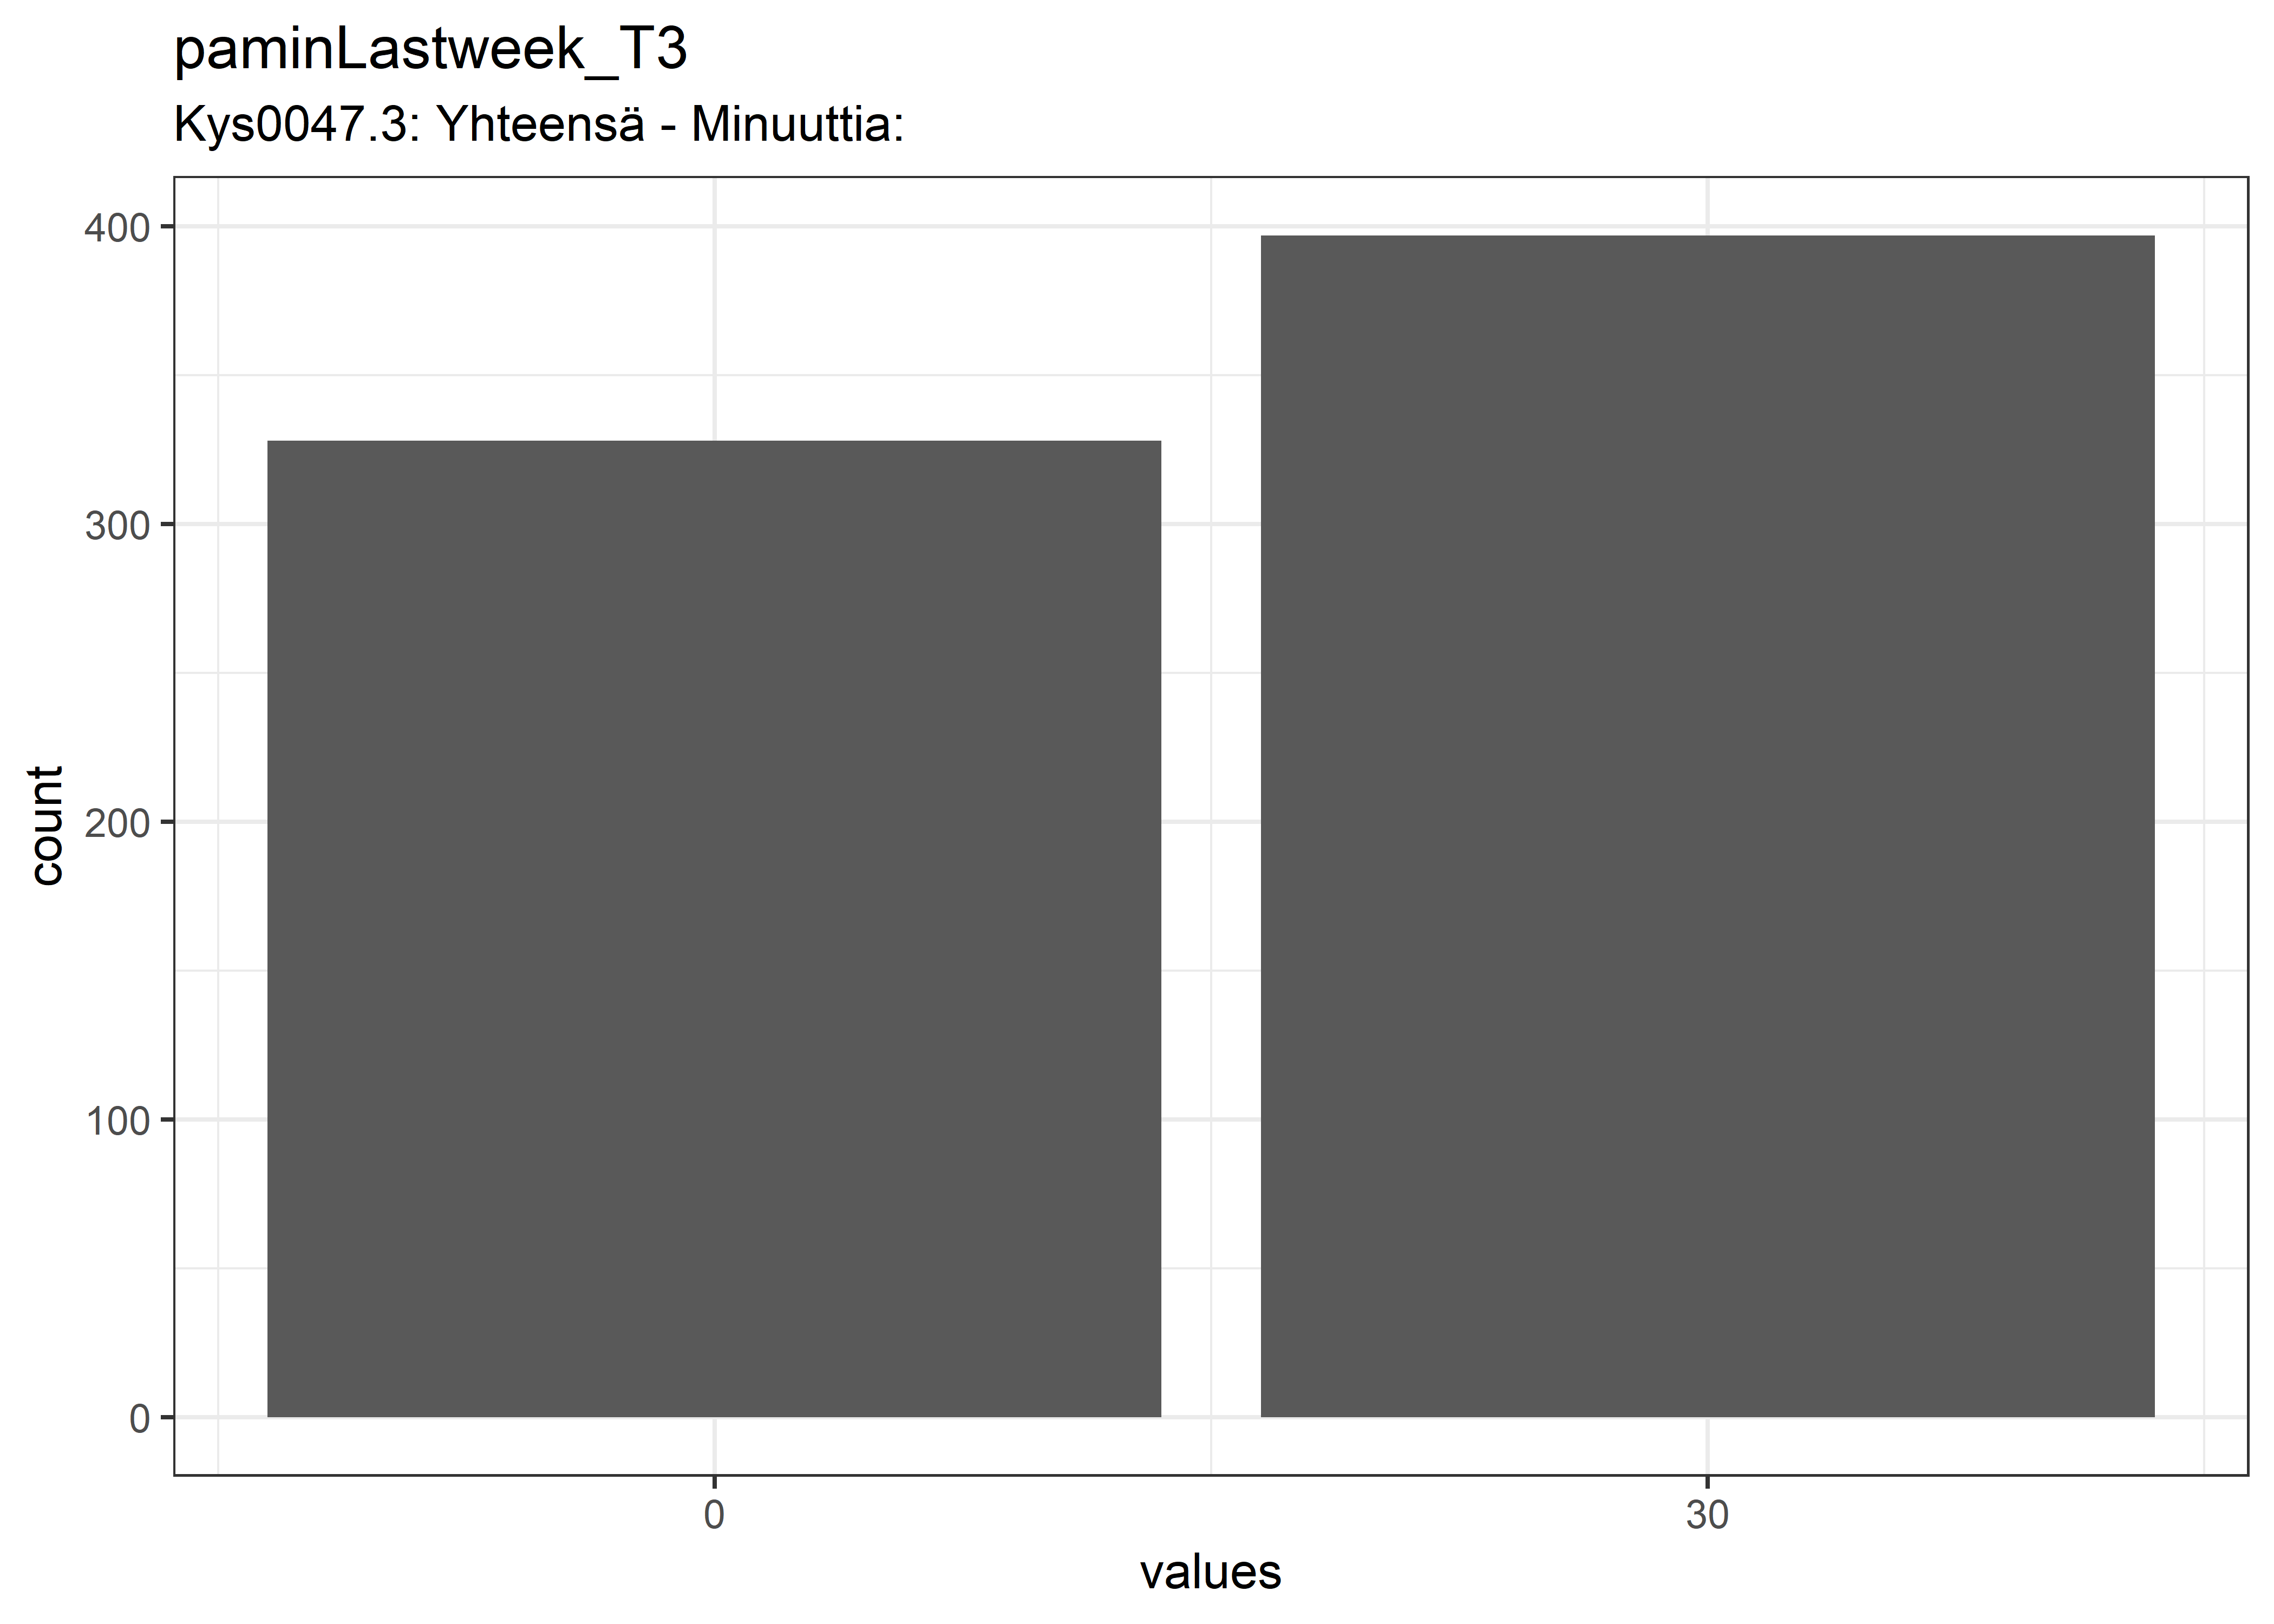 paminLastweek_T3
Kys0047.3: Yhteensä - Minuuttia:
400
300
200
100
0
count
0 30
values